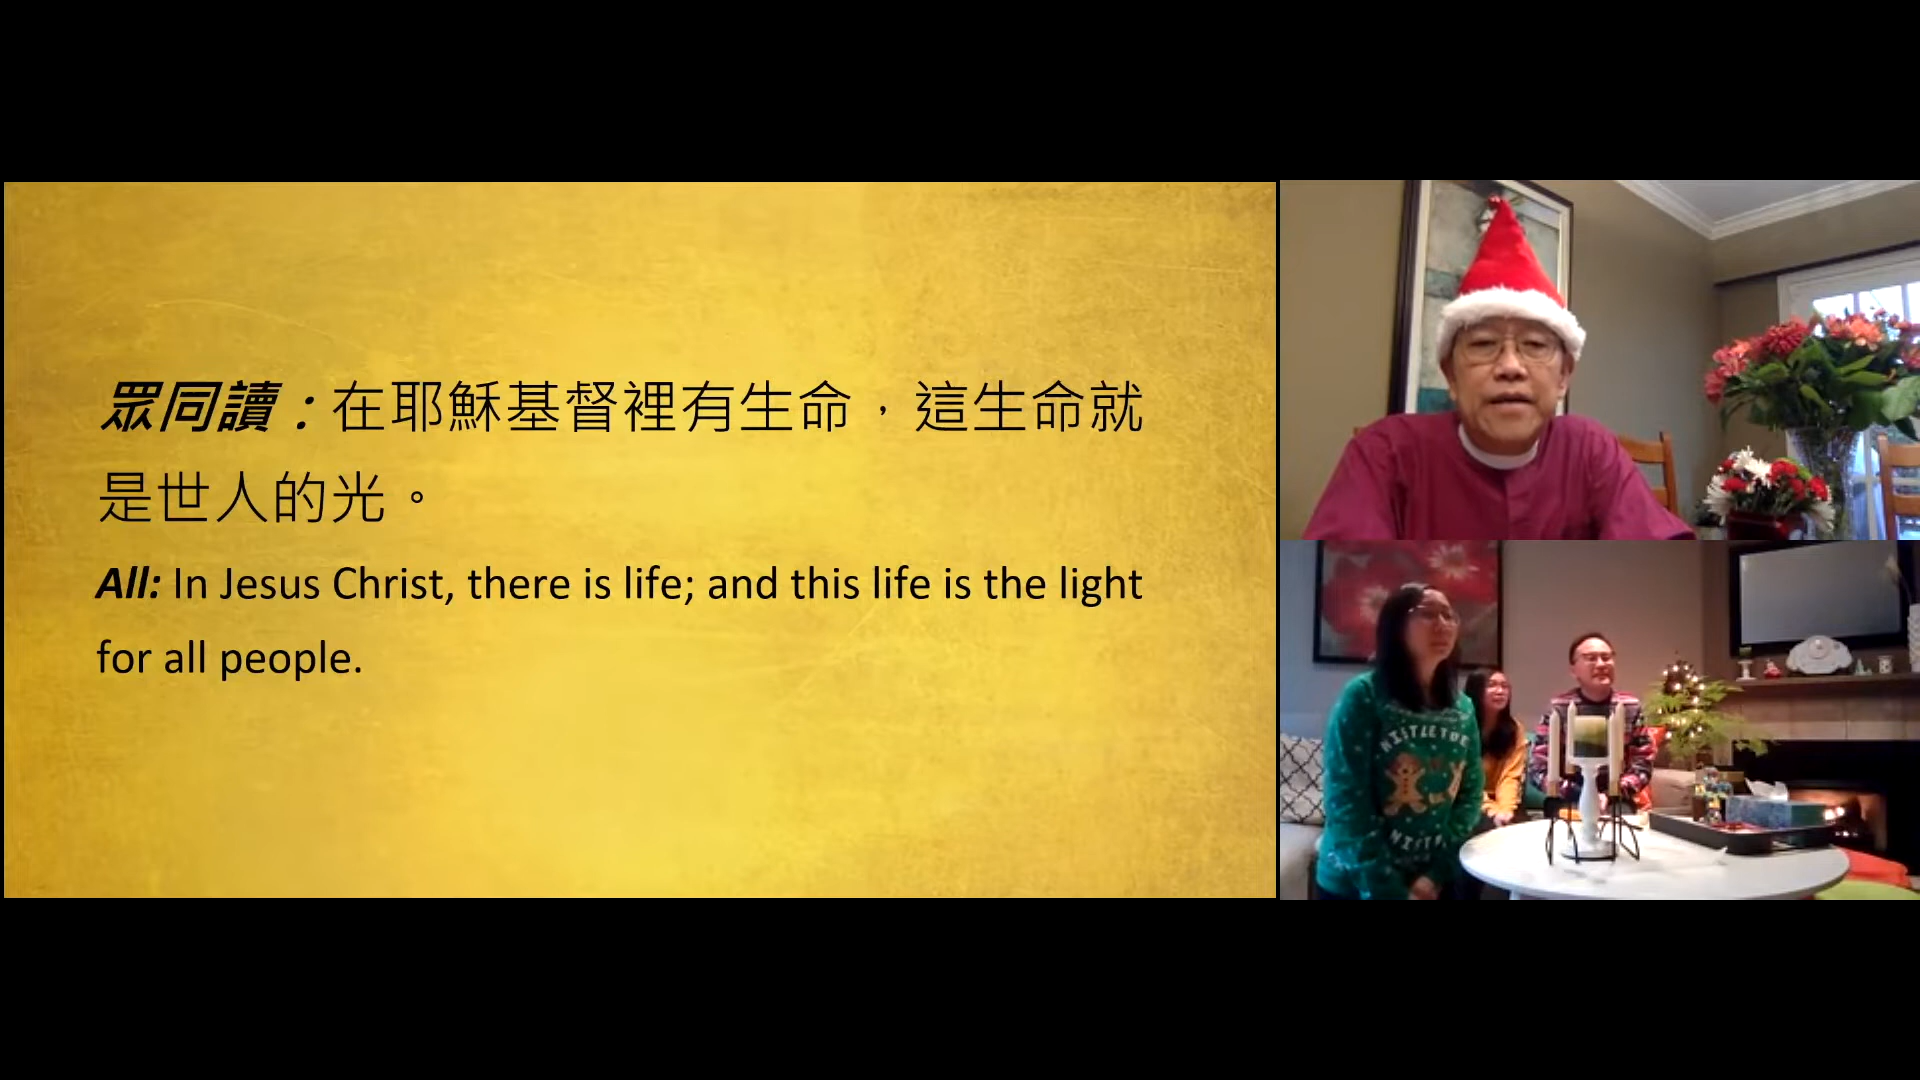 眾同讀：在耶穌基督裡有生命，這生命就
是世人的光。
All: In Jesus Christ, there is life; and this life is the light
for all people.
MISTLETOE